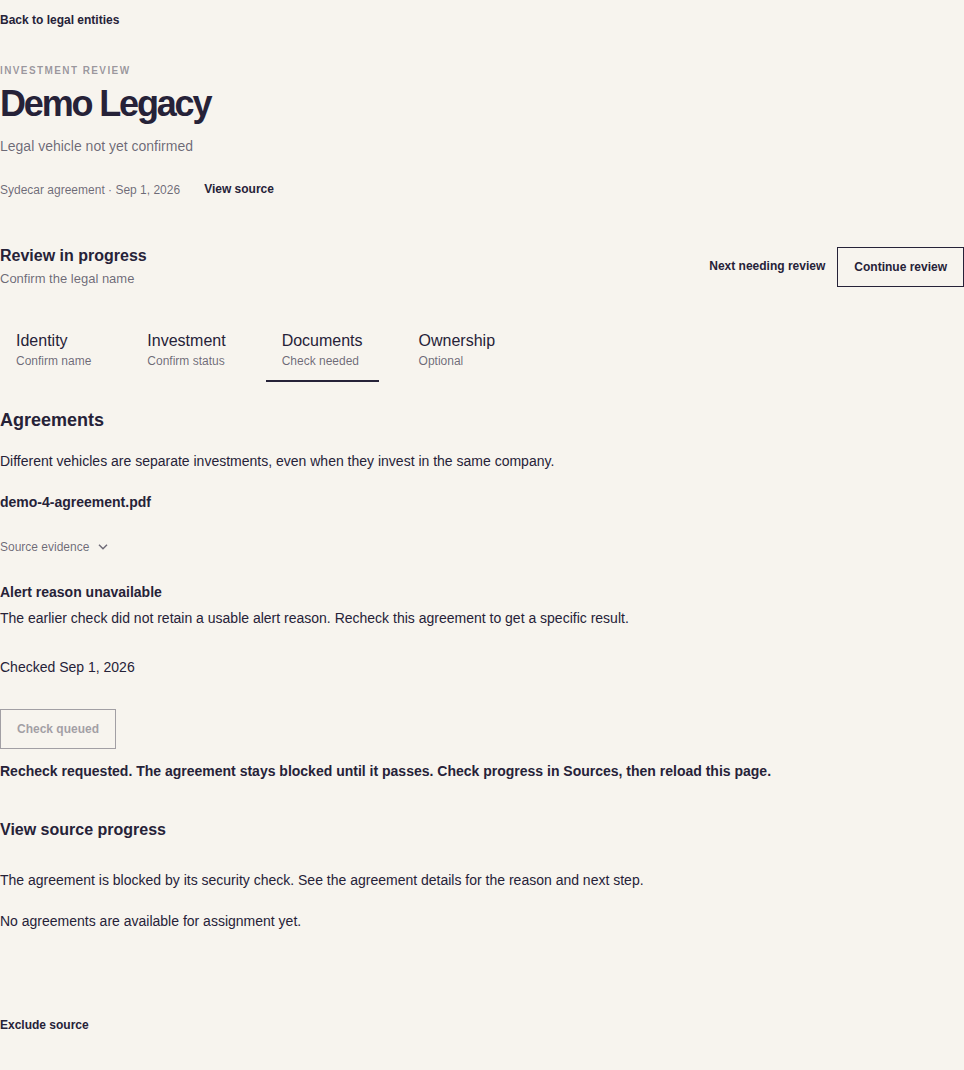 Back to legal entities
INVESTMENT REVIEW
Demo Legacy
Legal vehicle not yet confirmed
Sydecar agreement · Sep 1, 2026 View source
Review in progress
Confirm the legal name
Next needing review Continue review
Identity Investment Documents Ownership
Confirm name Confirm status Check needed Optional
Agreements
Different vehicles are separate investments, even when they invest in the same company.
demo-4-agreement.pdf
Source evidence
Alert reason unavailable
The earlier check did not retain a usable alert reason. Recheck this agreement to get a specific result.
Checked Sep 1, 2026
Check queued
Recheck requested. The agreement stays blocked until it passes. Check progress in Sources, then reload this page.
View source progress
The agreement is blocked by its security check. See the agreement details for the reason and next step.
No agreements are available for assignment yet.
Exclude source